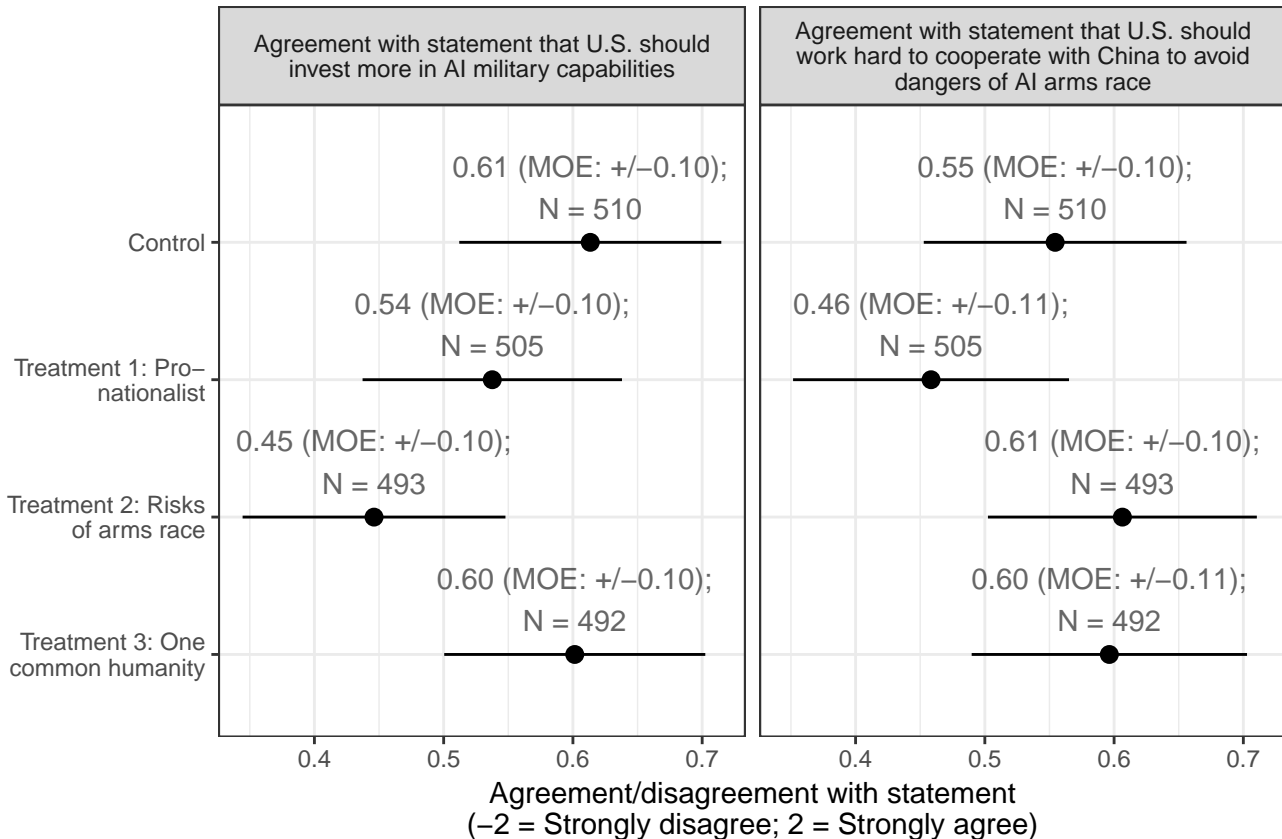 Agreement with statement that U.S. should
invest more in AI military capabilities
Agreement with statement that U.S. should
work hard to cooperate with China to avoid
dangers of AI arms race
Control
0.61 (MOE: +/−0.10);
N = 510
0.55 (MOE: +/−0.10);
N = 510
Treatment 1: Pro−
nationalist
0.54 (MOE: +/−0.10);
N = 505
0.46 (MOE: +/−0.11);
N = 505
Treatment 2: Risks
of arms race
0.45 (MOE: +/−0.10);
N = 493
0.61 (MOE: +/−0.10);
N = 493
Treatment 3: One
common humanity
0.60 (MOE: +/−0.10);
N = 492
0.60 (MOE: +/−0.11);
N = 492
0.4 0.5 0.6 0.7
0.4 0.5 0.6 0.7
Agreement/disagreement with statement
(−2 = Strongly disagree; 2 = Strongly agree)